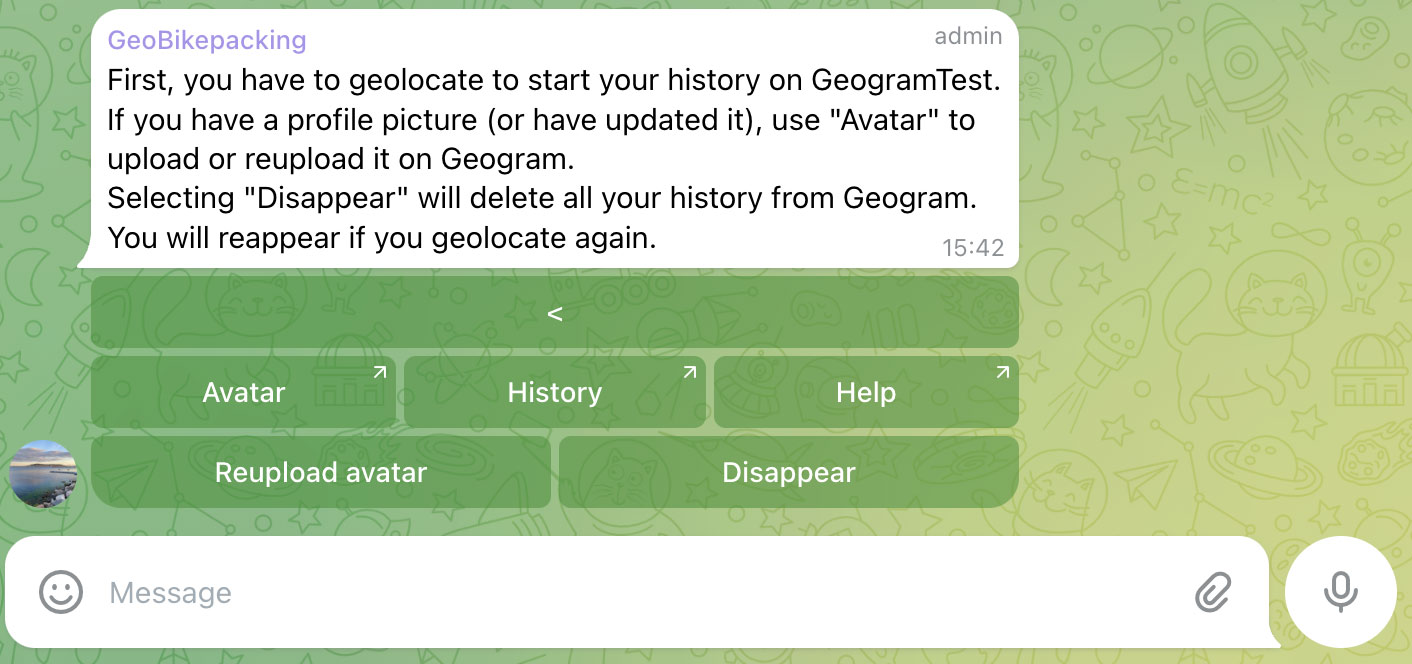 GeoBikepacking admin
First, you have to geolocate to start your history on GeogramTest.
If you have a profile picture (or have updated it), use "Avatar" to
upload or reupload it on Geogram.
Selecting "Disappear" will delete all your history from Geogram.
You will reappear if you geolocate again.
15:42
<
Avatar History Help
Reupload avatar Disappear
Message
E=mc²